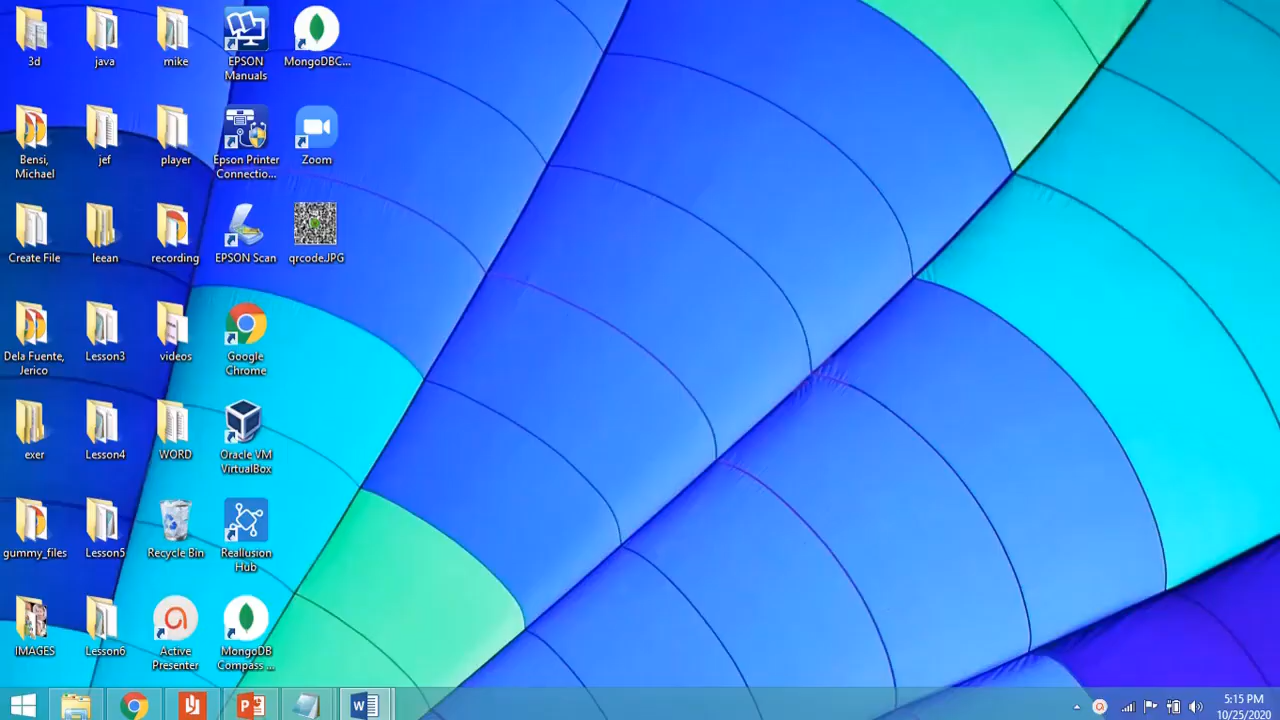 3d
java
mike
EPSON
Manuals
MongoDBC...
Bensi,
Michael
jef
player
Epson Printer
Connectio...
Zoom
Create File
leean
recording
EPSON Scan
qrcode.JPG
Dela Fuente,
Jerico
Lesson3
videos
Google
Chrome
exer
Lesson4
WORD
Oracle VM
VirtualBox
gummy_files
Lesson5
Recycle Bin
Reallusion
Hub
IMAGES
Lesson6
Active
Presenter
MongoDB
Compass ...
5:15 PM
10/25/2020